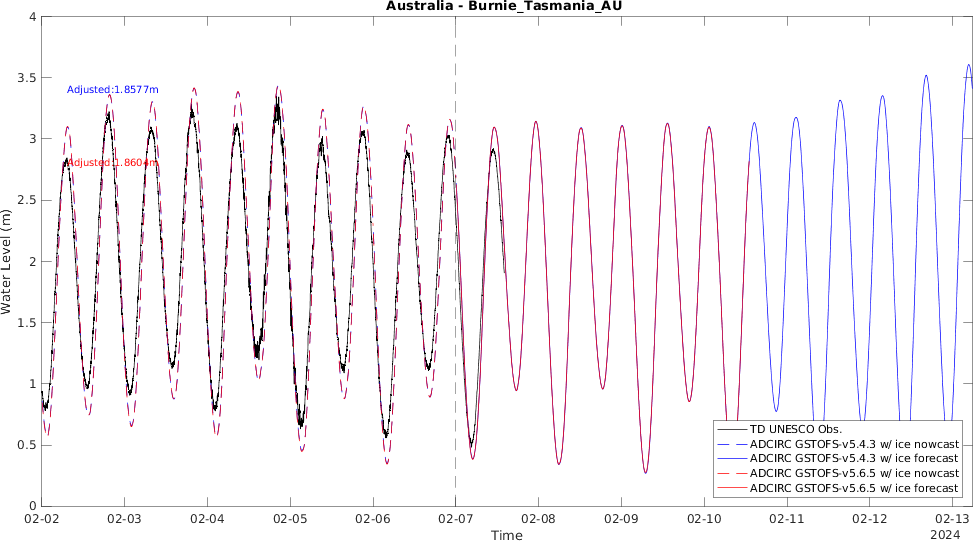 Australia - Burnie_Tasmania_AU
Water Level (m)
4
3.5
3
2.5
2
1.5
1
0.5
0
Adjusted:1.8577m
Adjusted:1.8604m
TD UNESCO Obs.
ADCIRC GSTOFS-v5.4.3 w/ ice nowcast
ADCIRC GSTOFS-v5.4.3 w/ ice forecast
ADCIRC GSTOFS-v5.6.5 w/ ice nowcast
ADCIRC GSTOFS-v5.6.5 w/ ice forecast
02-02 02-03 02-04 02-05 02-06 02-07 02-08 02-09 02-10 02-11 02-12 02-13
Time
2024